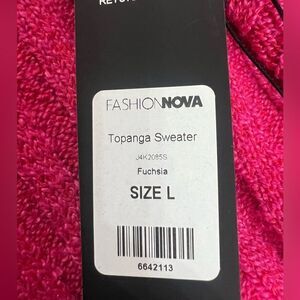 FASHIONNOVA
Topanga Sweater
J4K2085S
Fuchsia
SIZE L
6642113